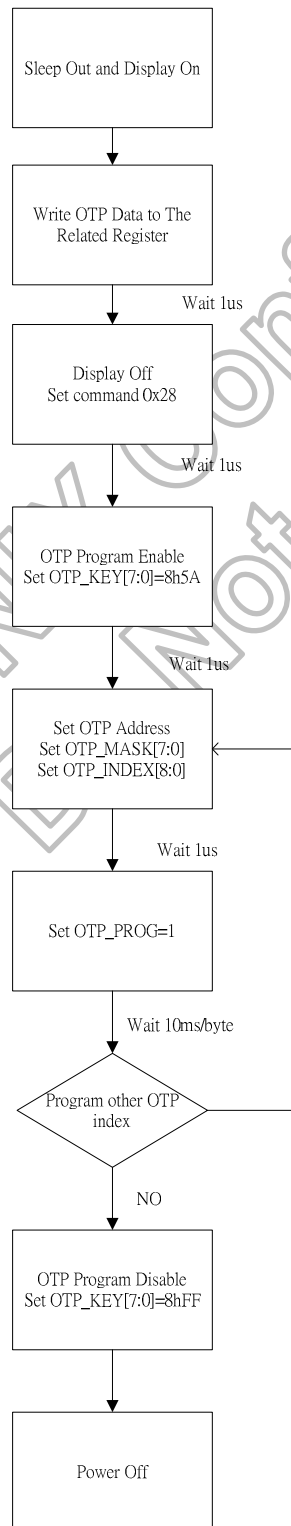 Sleep Out and Display On
Write OTP Data to The
Related Register
Wait 1us
Display Off
Set command 0x28
Wait 1us
OTP Program Enable
Set OTP_KEY[7:0]=8h5A
Wait 1us
Set OTP Address
Set OTP_MASK[7:0]
Set OTP_INDEX[8:0]
Wait 1us
Set OTP_PROG=1
Wait 10ms/byte
Program other OTP
index
NO
OTP Program Disable
Set OTP_KEY[7:0]=8hFF
Power Off